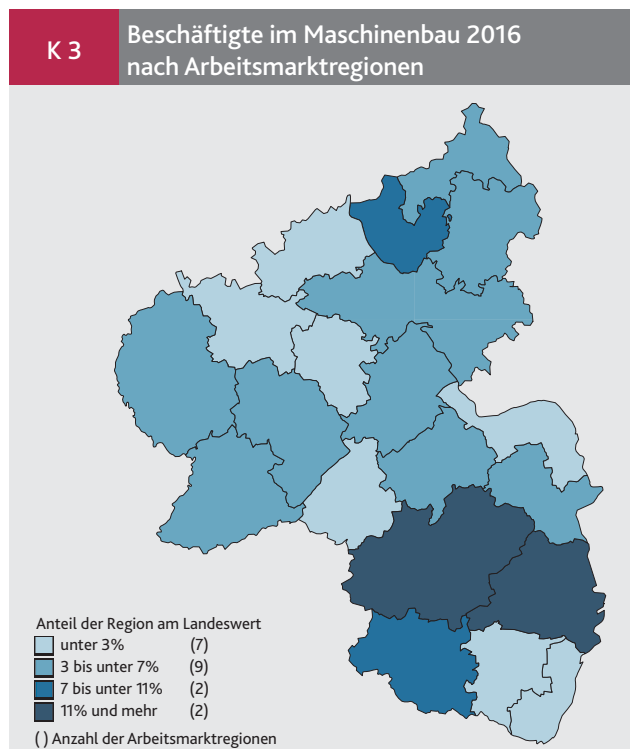 K 3
Beschäftigte im Maschinenbau 2016
nach Arbeitsmarktregionen
Anteil der Region am Landeswert
unter 3% (7)
3 bis unter 7% (9)
7 bis unter 11% (2)
11% und mehr (2)
( ) Anzahl der Arbeitsmarktregionen